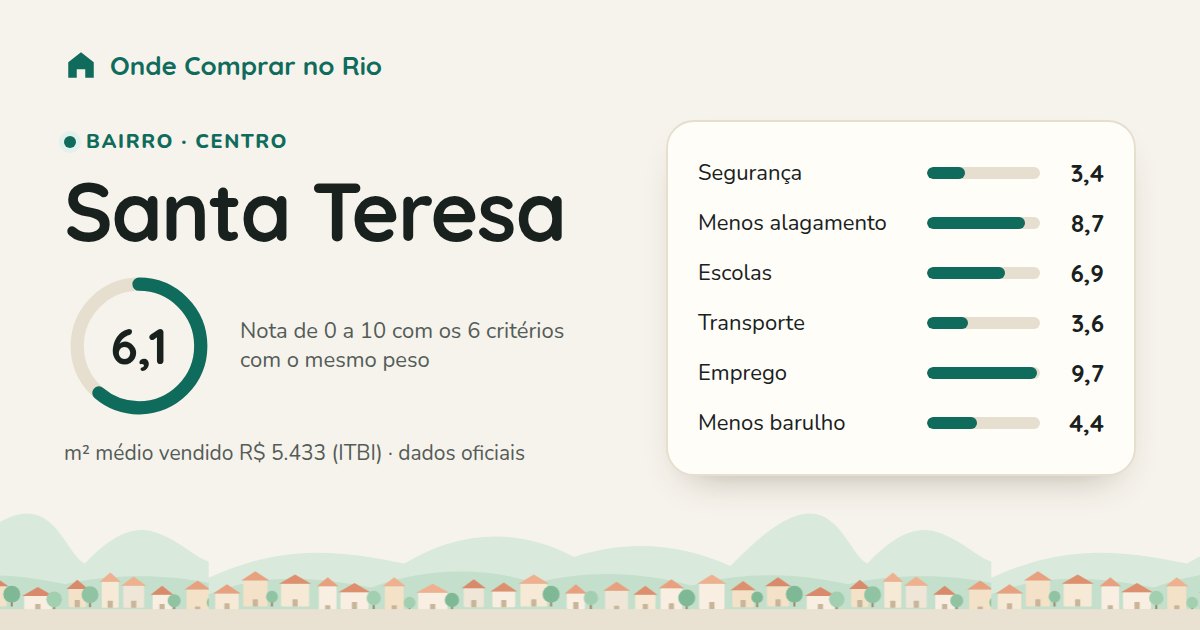 Onde Comprar no Rio
BAIRRO · CENTRO
Santa Teresa
6,1
Nota de 0 a 10 com os 6 critérios
com o mesmo peso
m² médio vendido R$ 5.433 (ITBI) · dados oficiais
Segurança 3,4
Menos alagamento 8,7
Escolas 6,9
Transporte 3,6
Emprego 9,7
Menos barulho 4,4